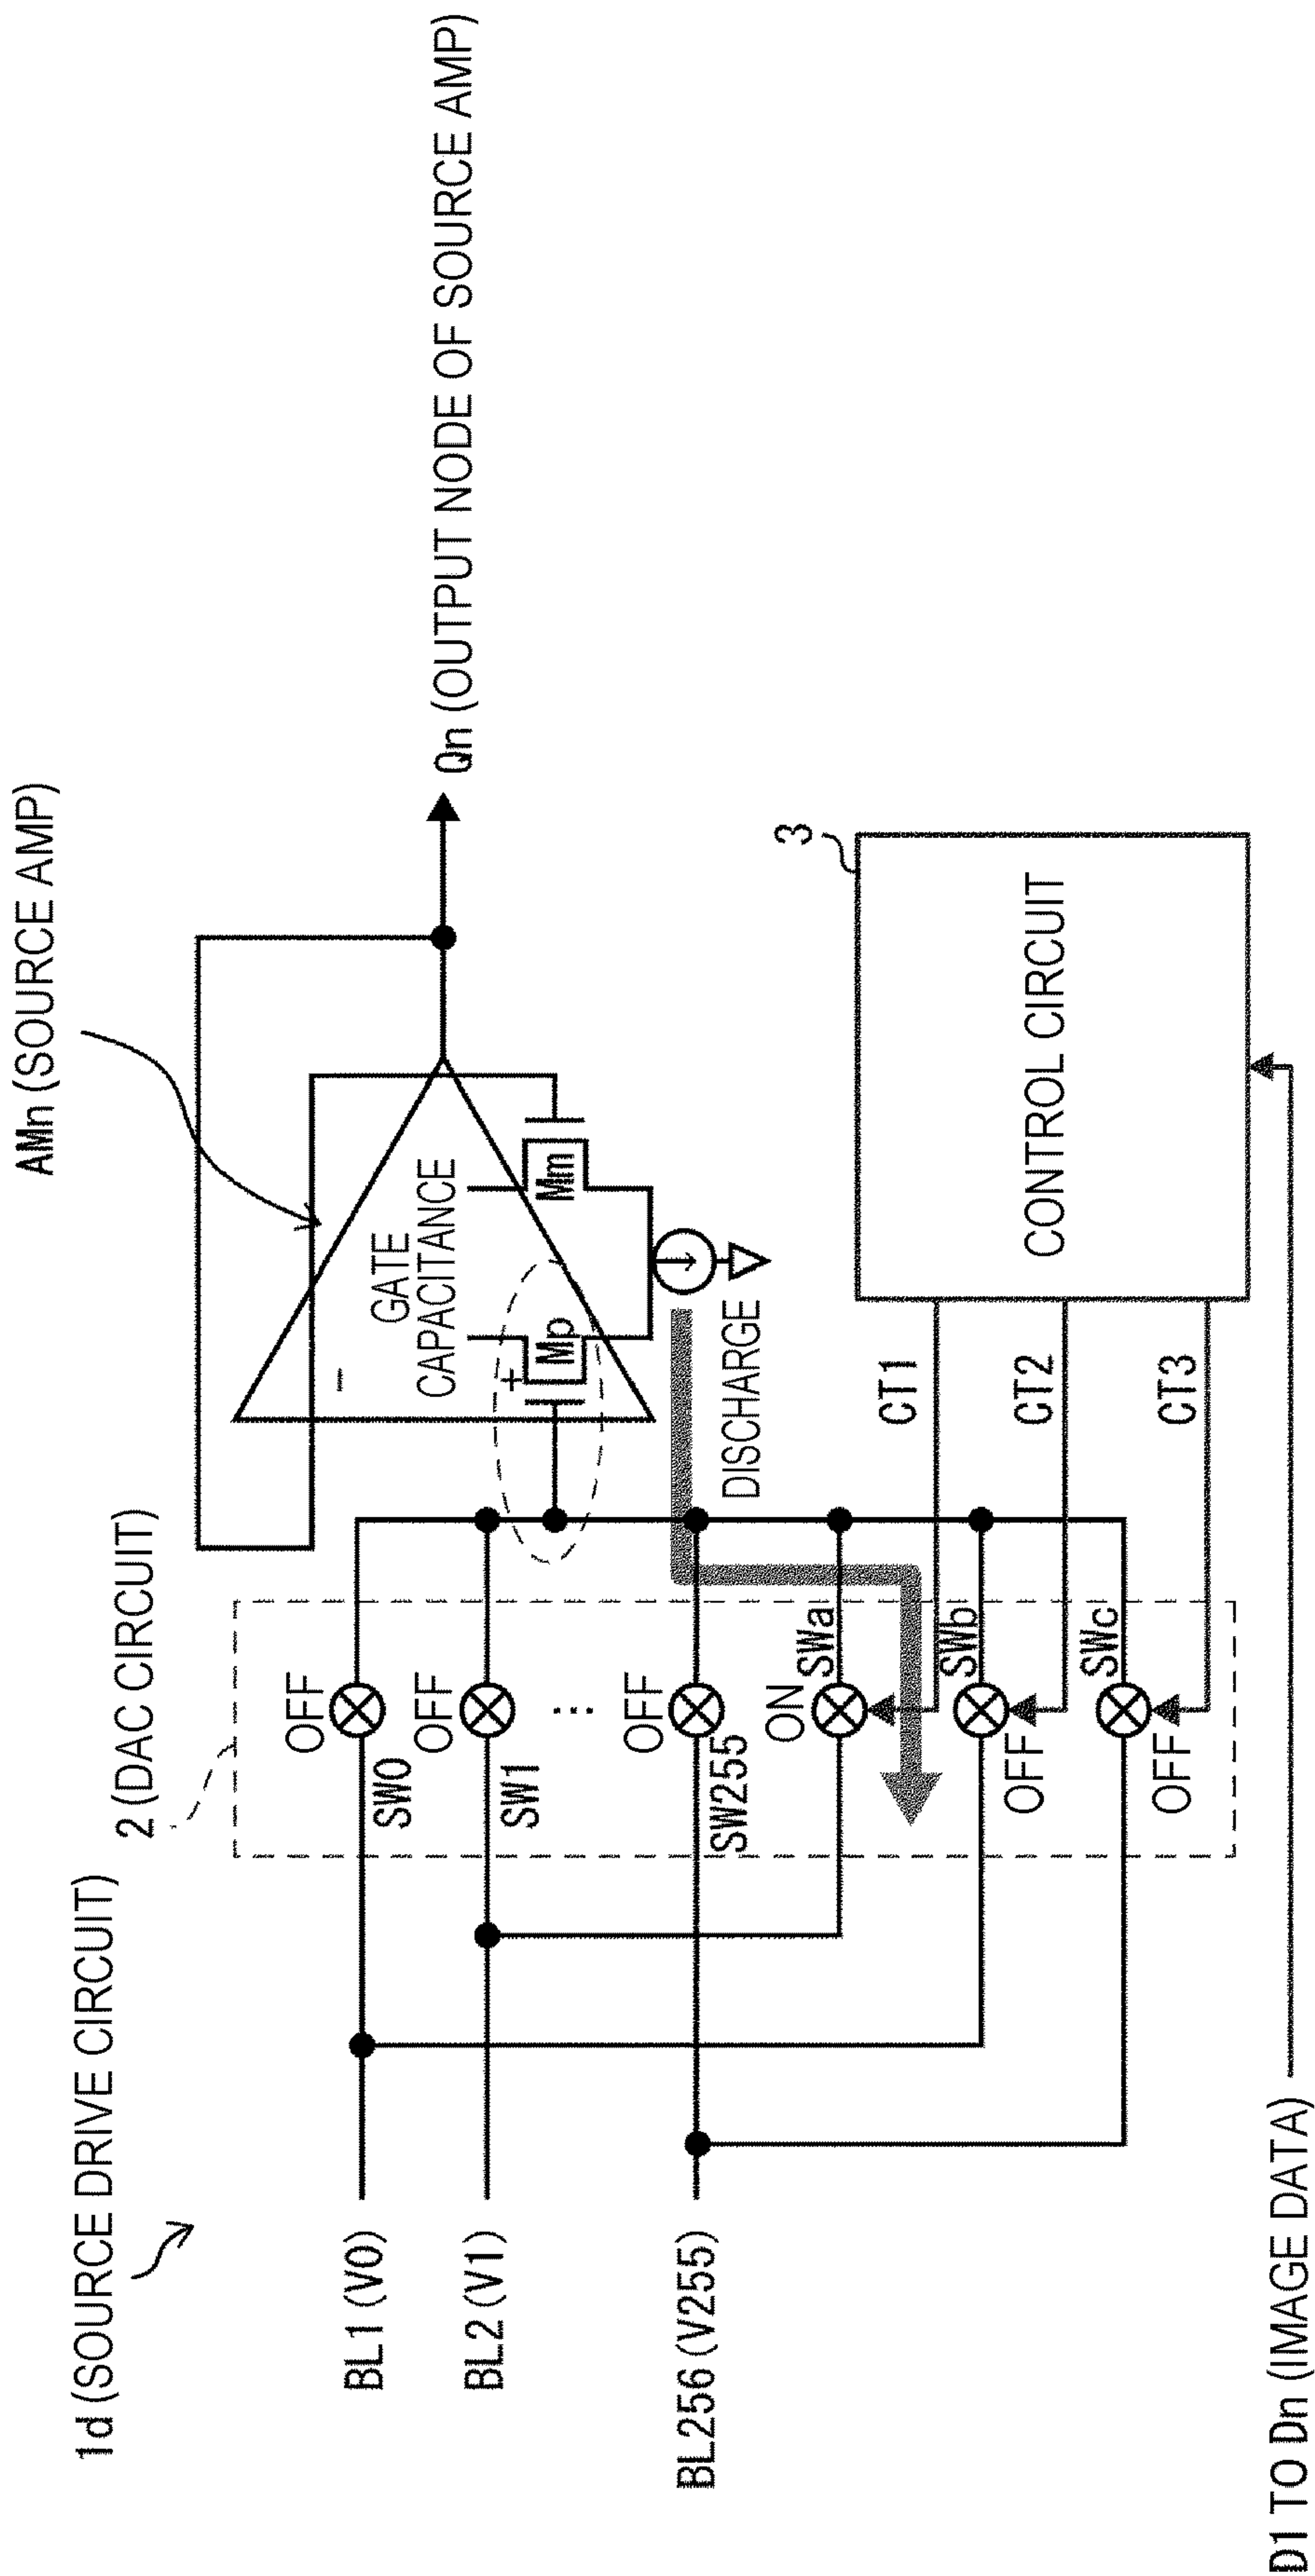 1d (SOURCE DRIVE CIRCUIT)
2 (DAC CIRCUIT)
AMn (SOURCE AMP)
BL1 (V0)
BL2 (V1)
BL256 (V255)
OFF
SW0
OFF
SW1
...
OFF
SW255
ON
SWa
SWb
OFF
SWc
OFF
-
GATE
CAPACITANCE
+
Mp
Mm
DISCHARGE
Qn (OUTPUT NODE OF SOURCE AMP)
CT1
CT2
CT3
3
CONTROL CIRCUIT
D1 TO Dn (IMAGE DATA)